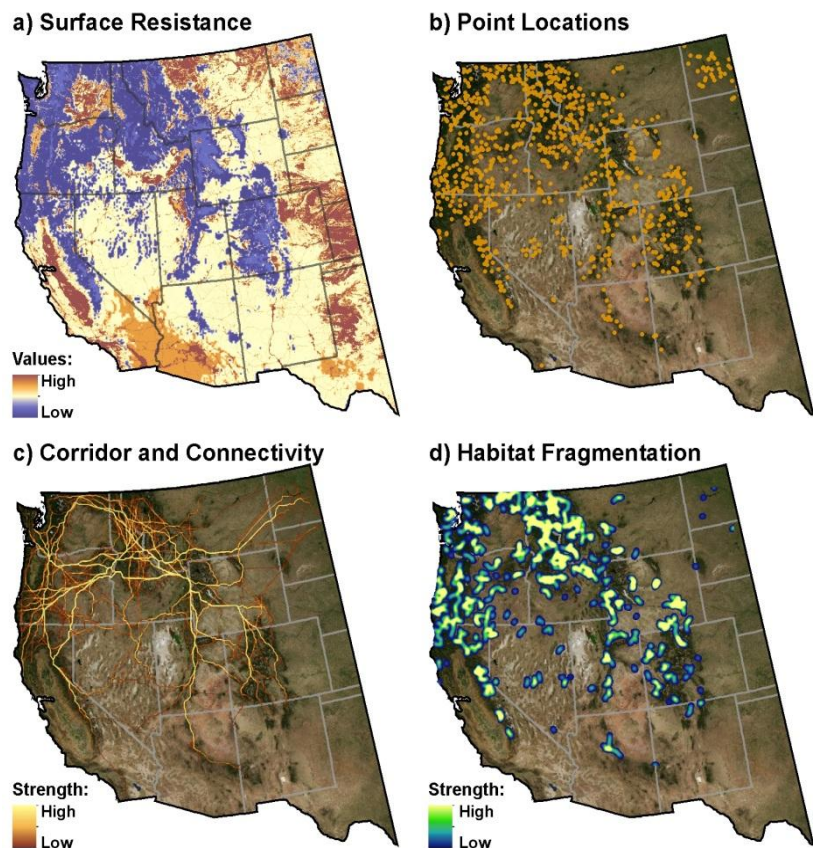 a) Surface Resistance
b) Point Locations
Values:
High
Low
c) Corridor and Connectivity
d) Habitat Fragmentation
Strength:
High
Low
Strength:
High
Low